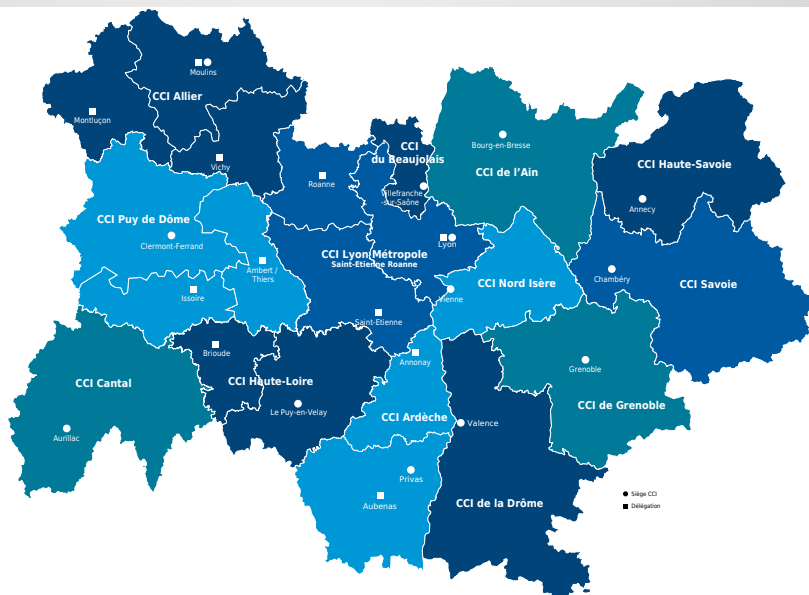 Moulins
CCI Allier
Montluçon
Vichy
CCI
du Beaujolais
Bourg-en-Bresse
CCI de l'Ain
CCI Haute-Savoie
Roanne
Villefranche
-sur-Saône
Annecy
CCI Puy de Dôme
Clermont-Ferrand
Lyon
CCI Lyon Métropole
Saint-Etienne Roanne
Ambert /
Thiers
Issoire
CCI Nord Isère
Chambéry
CCI Savoie
Vienne
Saint-Etienne
Brioude
Annonay
Grenoble
CCI Cantal
CCI Haute-Loire
Le Puy-en-Velay
CCI de Grenoble
CCI Ardèche
Valence
Aurillac
Privas
Aubenas
CCI de la Drôme
Siège CCI
Délégation